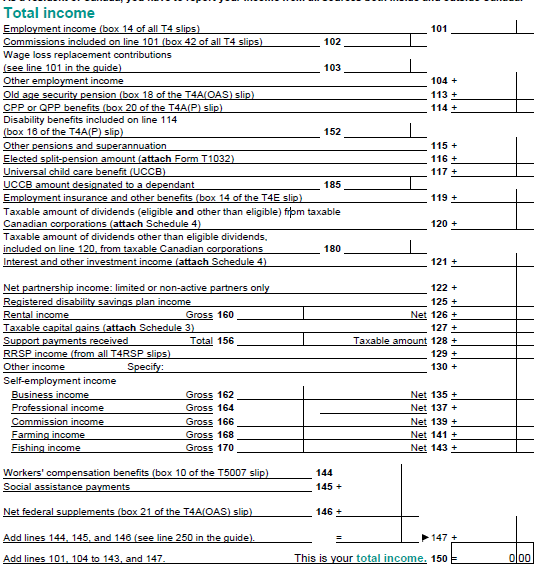 Total income
Employment income (box 14 of all T4 slips) 101
Commissions included on line 101 (box 42 of all T4 slips) 102
Wage loss replacement contributions
(see line 101 in the guide) 103
Other employment income 104 +
Old age security pension (box 18 of the T4A(OAS) slip) 113 +
CPP or QPP benefits (box 20 of the T4A(P) slip) 114 +
Disability benefits included on line 114
(box 16 of the T4A(P) slip) 152
Other pensions and superannuation 115 +
Elected split-pension amount (attach Form T1032) 116 +
Universal child care benefit (UCCB) 117 +
UCCB amount designated to a dependant 185
Employment insurance and other benefits (box 14 of the T4E slip) 119 +
Taxable amount of dividends (eligible and other than eligible) from taxable
Canadian corporations (attach Schedule 4) 120 +
Taxable amount of dividends other than eligible dividends,
included on line 120, from taxable Canadian corporations 180
Interest and other investment income (attach Schedule 4) 121 +
Net partnership income: limited or non-active partners only 122 +
Registered disability savings plan income 125 +
Rental income Gross 160 Net 126 +
Taxable capital gains (attach Schedule 3) 127 +
Support payments received Total 156 Taxable amount 128 +
RRSP income (from all T4RSP slips) 129 +
Other income Specify: 130 +
Self-employment income
Business income Gross 162 Net 135 +
Professional income Gross 164 Net 137 +
Commission income Gross 166 Net 139 +
Farming income Gross 168 Net 141 +
Fishing income Gross 170 Net 143 +
Workers' compensation benefits (box 10 of the T5007 slip) 144
Social assistance payments 145 +
Net federal supplements (box 21 of the T4A(OAS) slip) 146 +
Add lines 144, 145, and 146 (see line 250 in the guide). = ▶ 147 +
Add lines 101, 104 to 143, and 147. This is your total income. 150 = 0 00